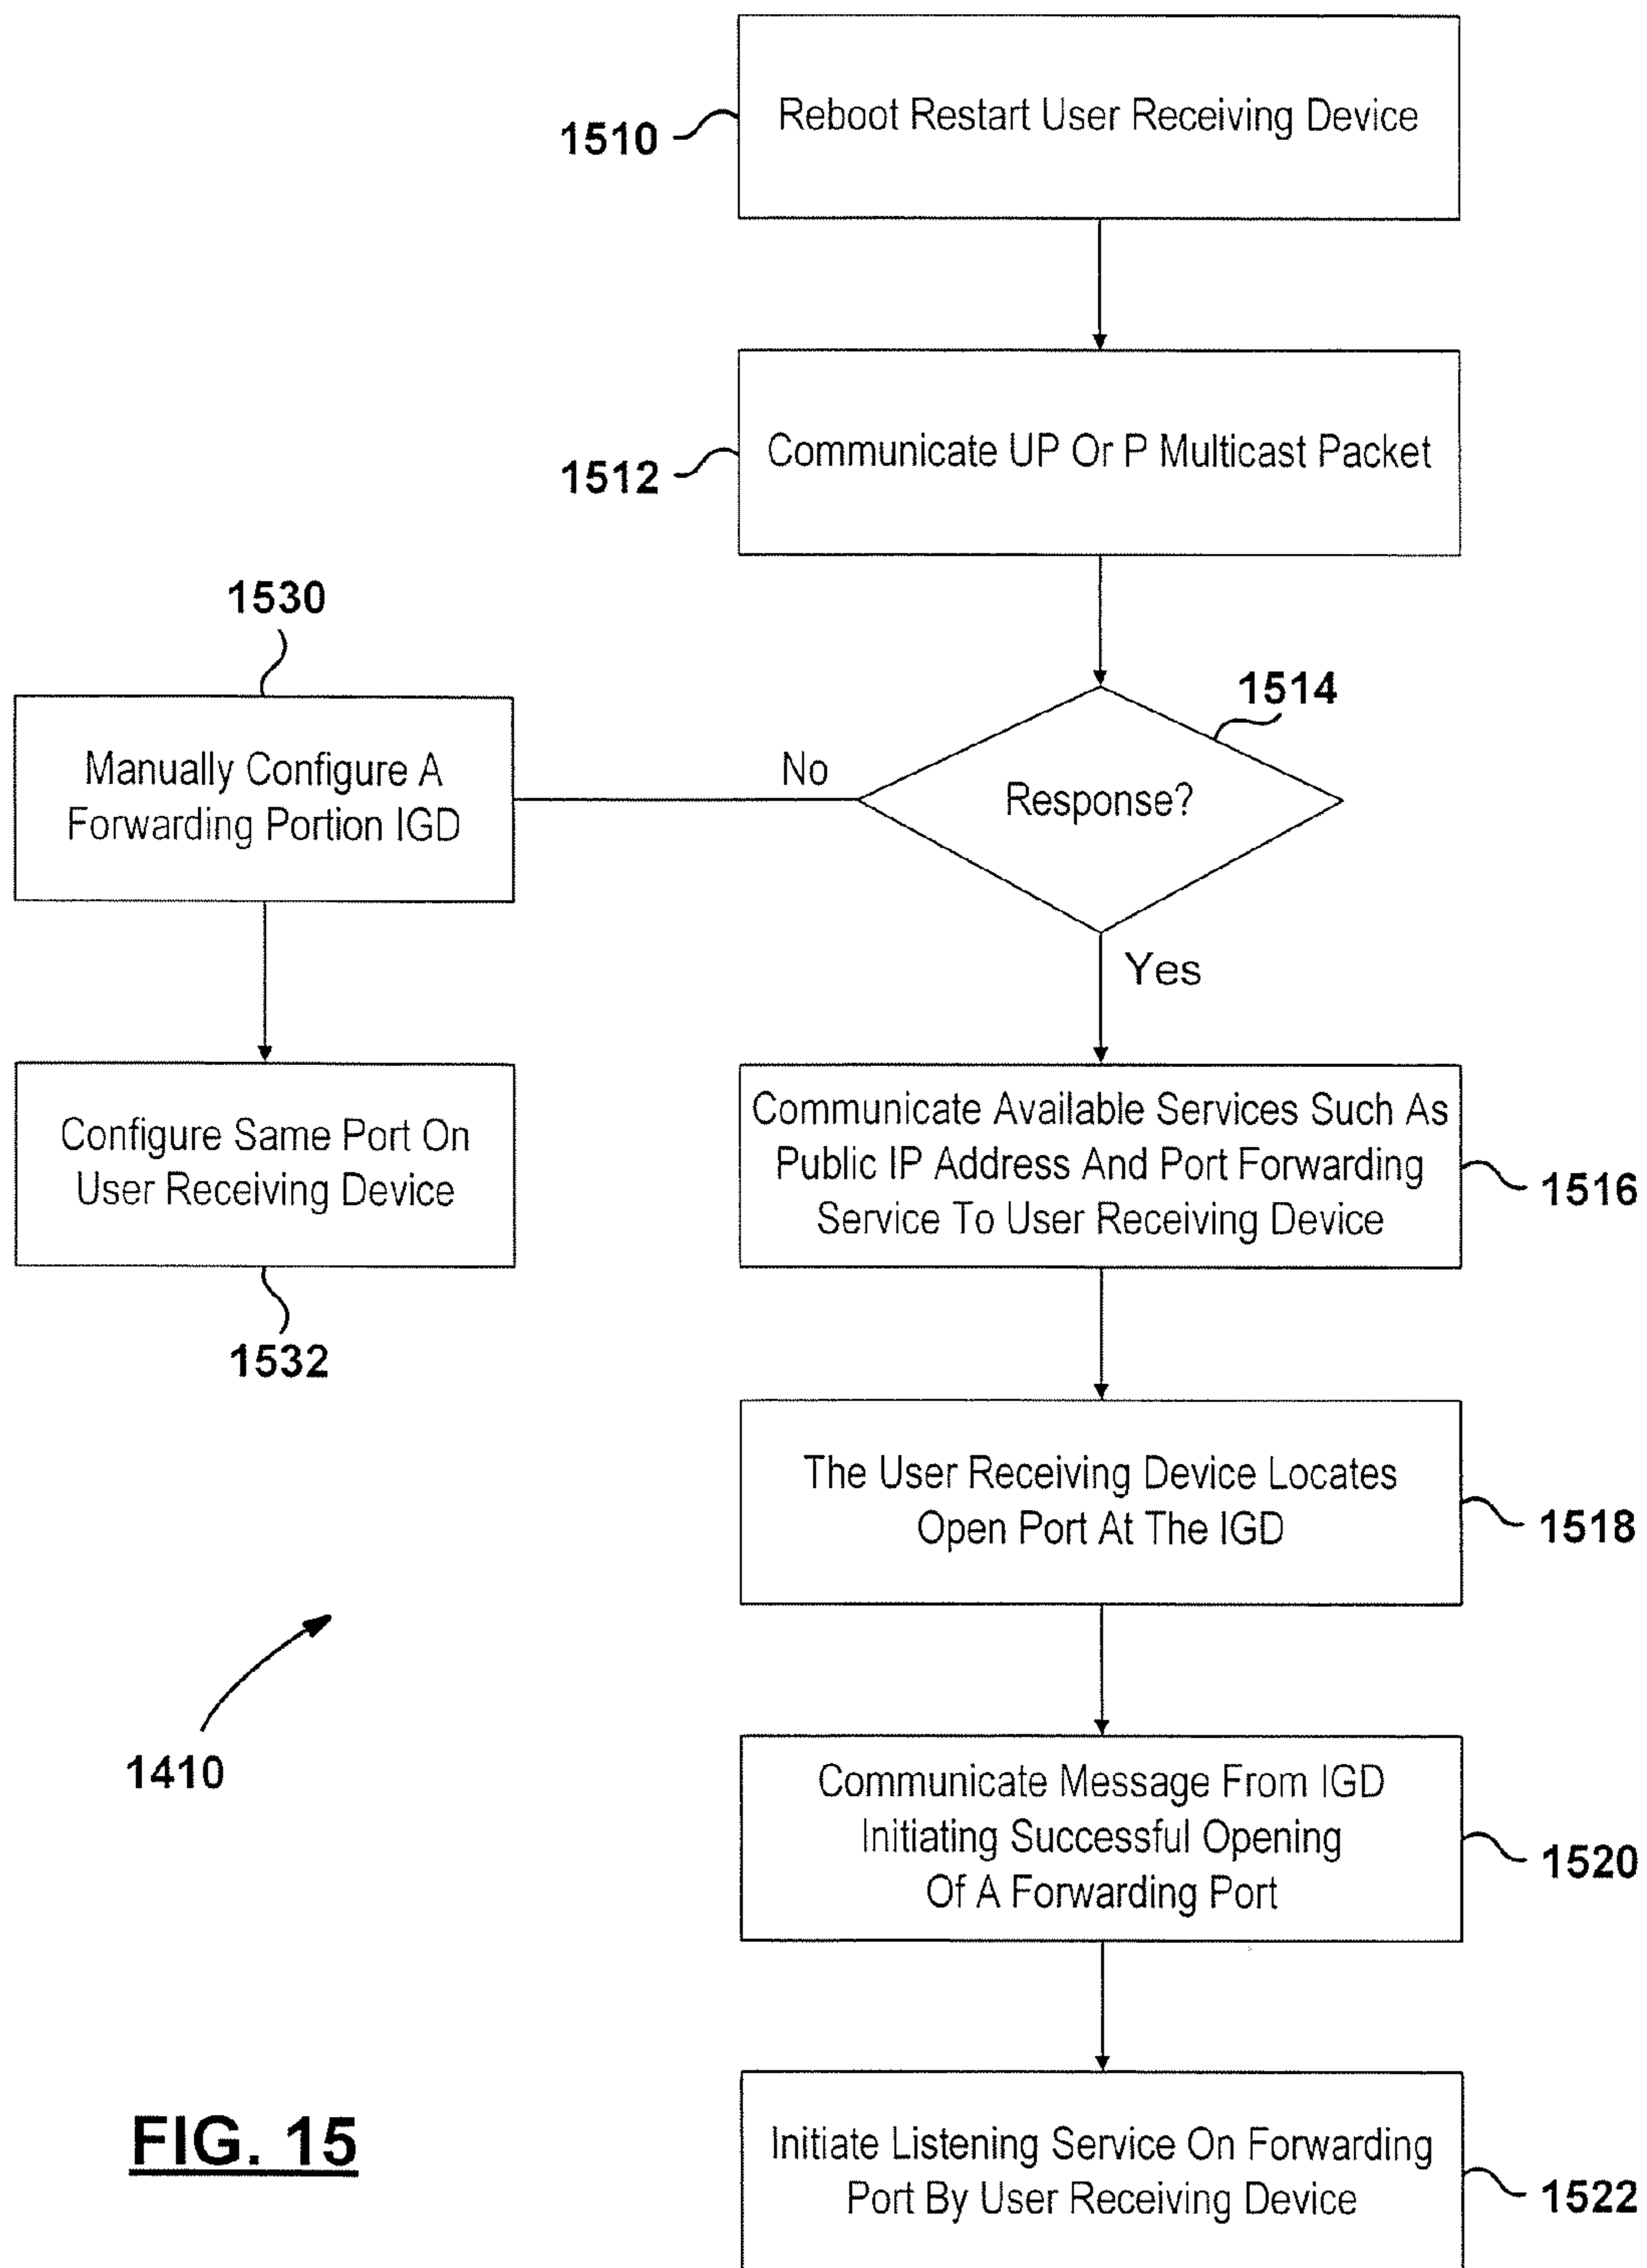 Reboot Restart User Receiving Device
1510
Communicate UP Or P Multicast Packet
1512
1530
1514
Manually Configure A
Forwarding Portion IGD
No
Response?
Yes
Configure Same Port On
User Receiving Device
1532
Communicate Available Services Such As
Public IP Address And Port Forwarding
Service To User Receiving Device
1516
The User Receiving Device Locates
Open Port At The IGD
1518
1410
Communicate Message From IGD
Initiating Successful Opening
Of A Forwarding Port
1520
FIG. 15
Initiate Listening Service On Forwarding
Port By User Receiving Device
1522